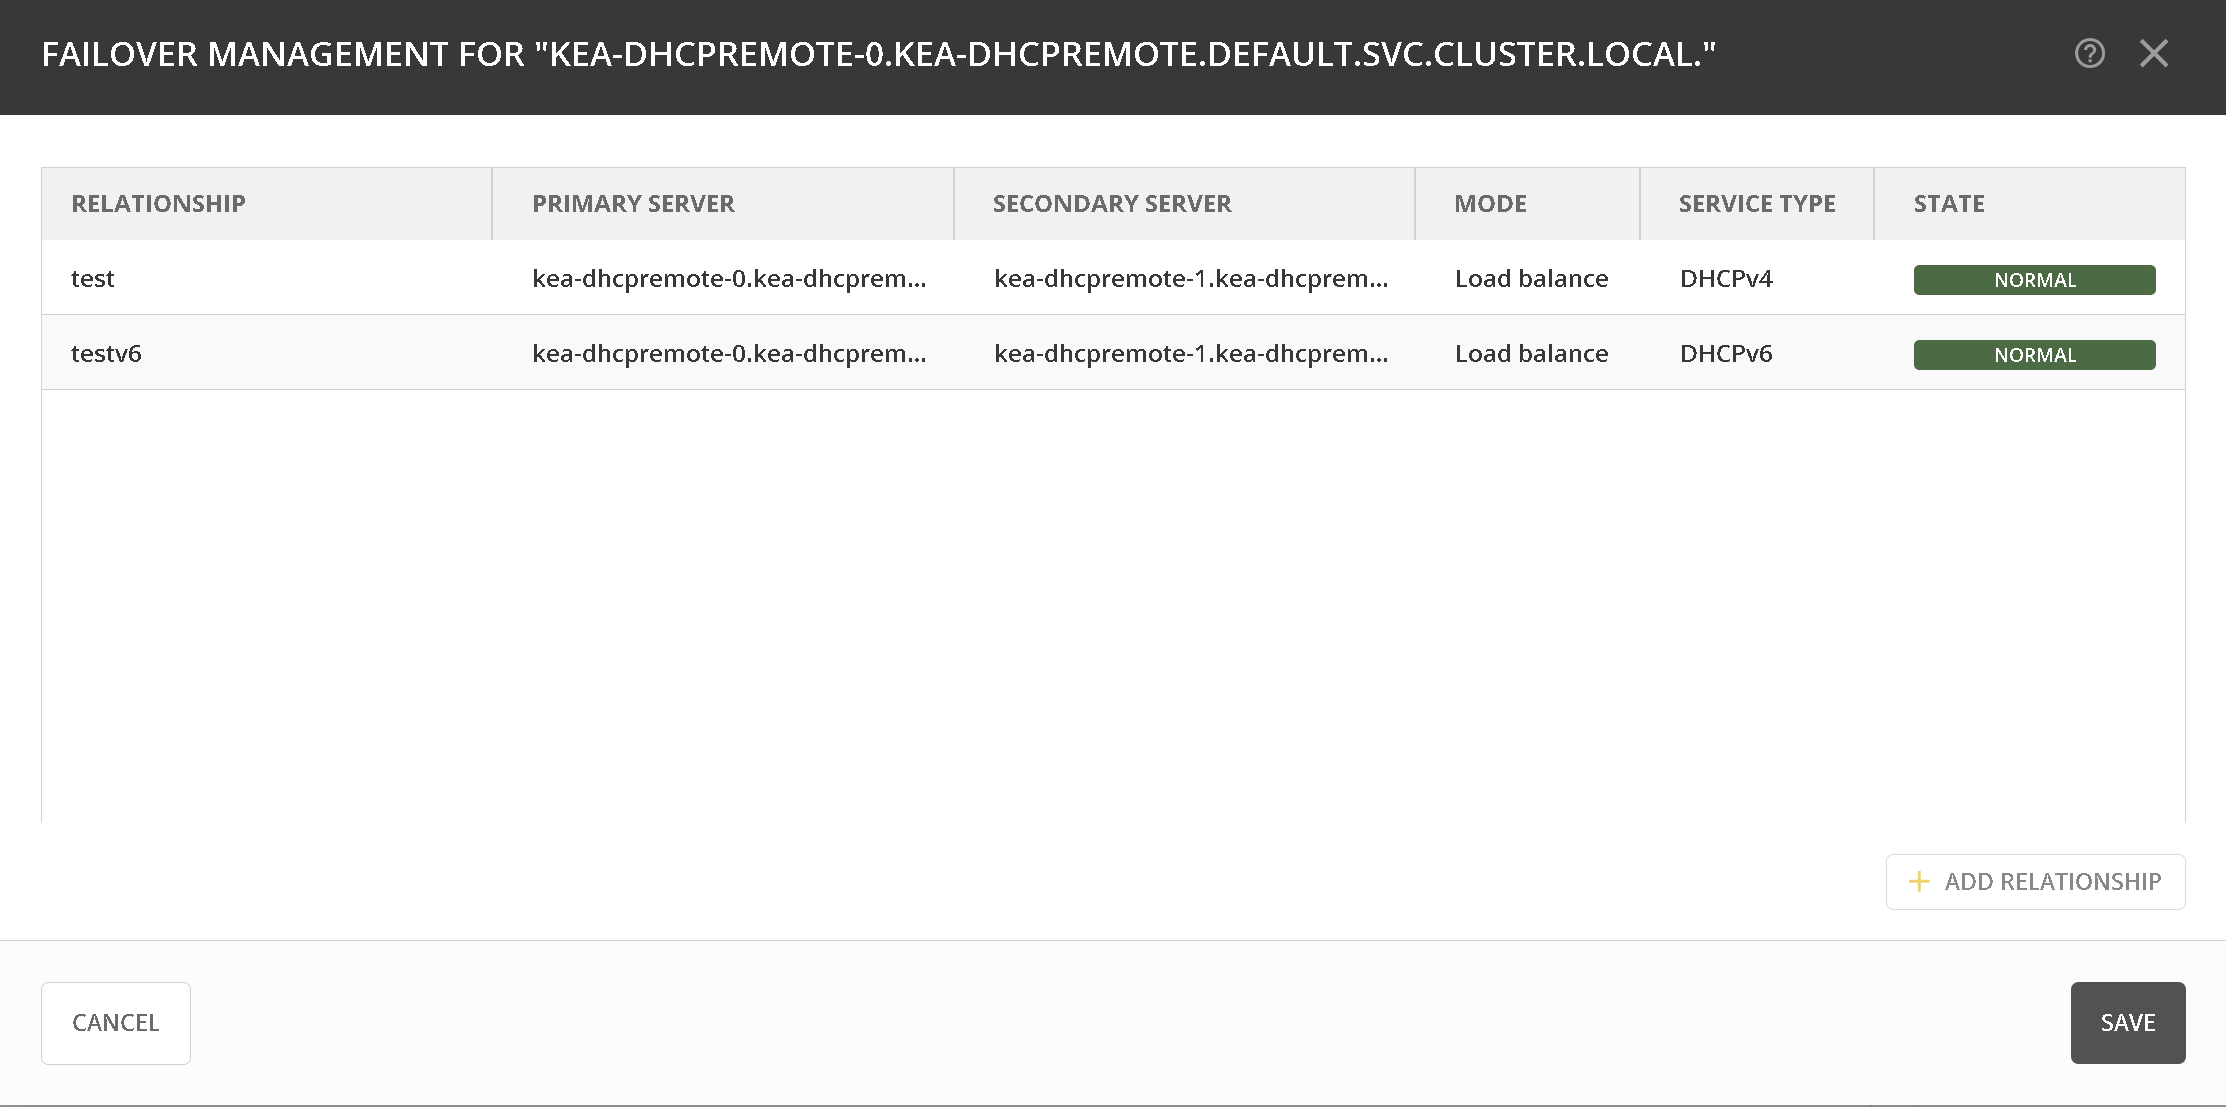 FAILOVER MANAGEMENT FOR "KEA-DHCPREMOTE-0.KEA-DHCPREMOTE.DEFAULT.SVC.CLUSTER.LOCAL."
RELATIONSHIP PRIMARY SERVER SECONDARY SERVER MODE SERVICE TYPE STATE
test kea-dhcpremote-0.kea-dhcprem... kea-dhcpremote-1.kea-dhcprem... Load balance DHCPv4 NORMAL
testv6 kea-dhcpremote-0.kea-dhcprem... kea-dhcpremote-1.kea-dhcprem... Load balance DHCPv6 NORMAL
ADD RELATIONSHIP
CANCEL SAVE